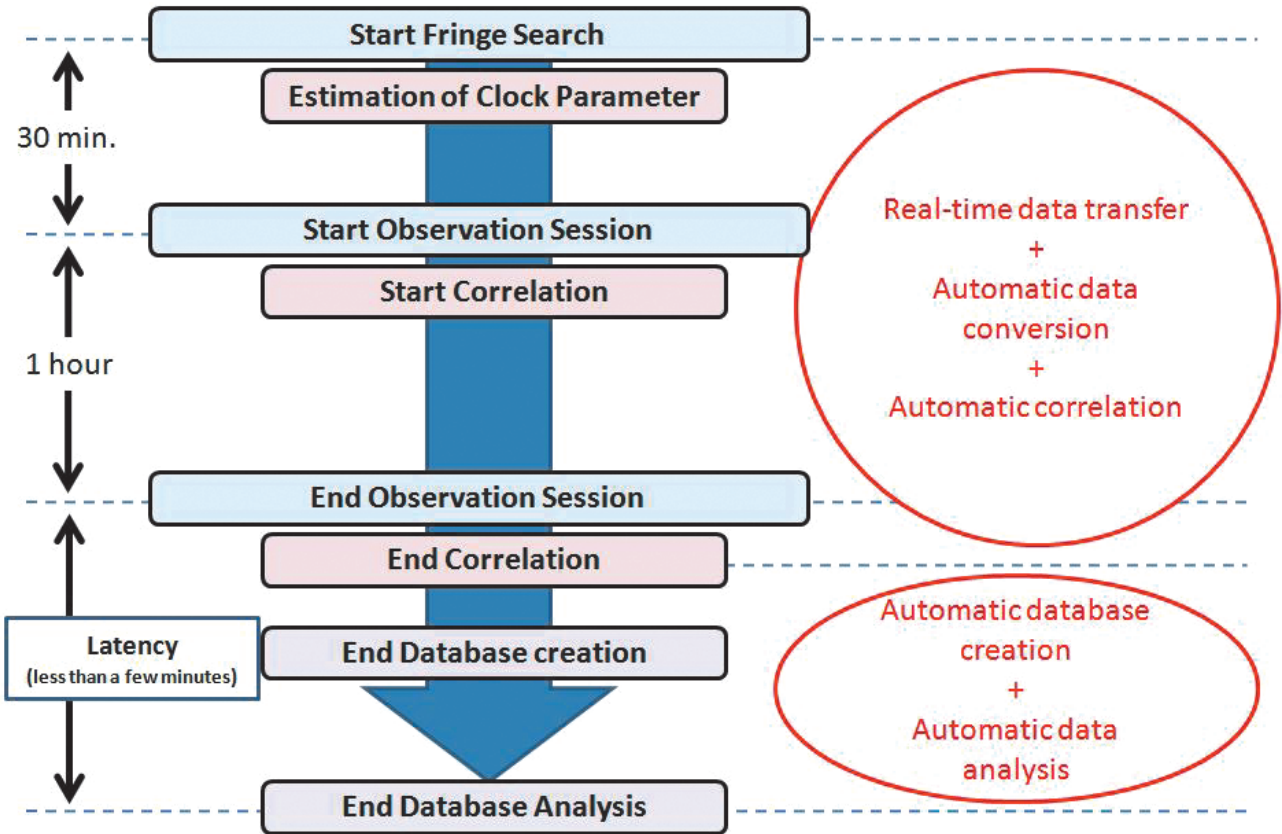 Start Fringe Search
Estimation of Clock Parameter
30 min.
Start Observation Session
Start Correlation
1 hour
End Observation Session
End Correlation
Latency
(less than a few minutes)
End Database creation
End Database Analysis
Real-time data transfer
+
Automatic data
conversion
+
Automatic correlation
Automatic database
creation
+
Automatic data
analysis